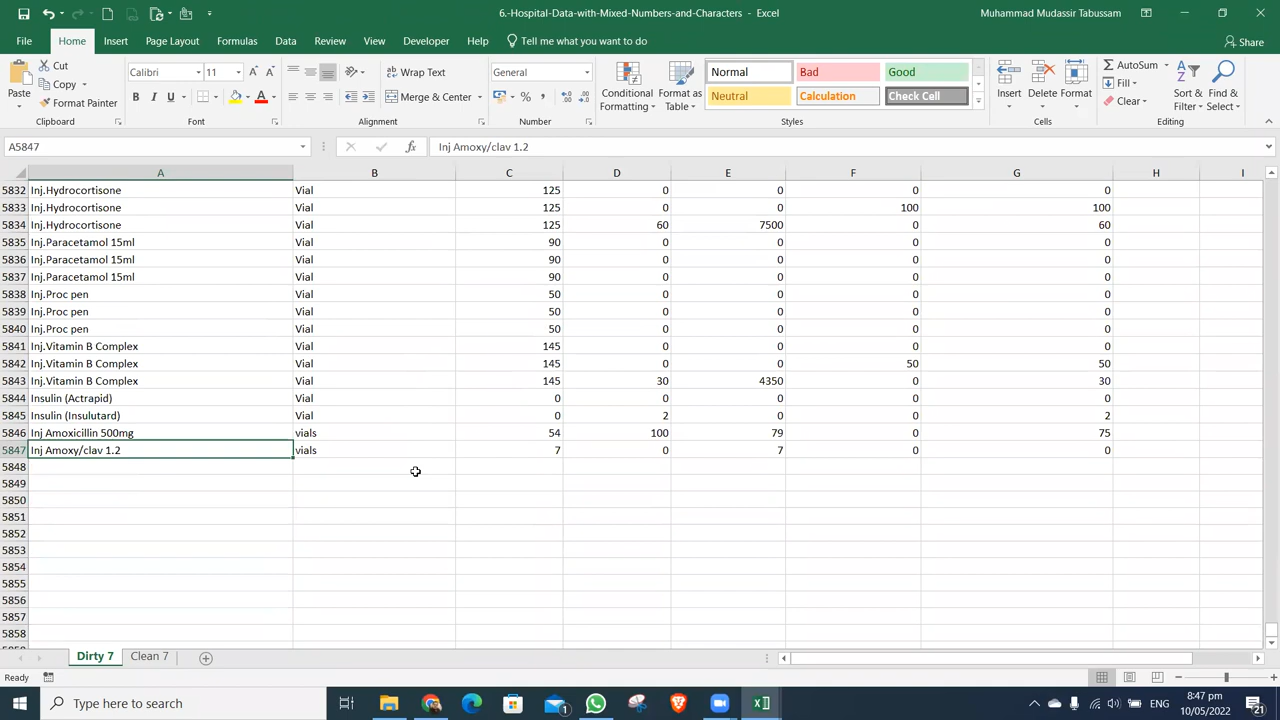 6.-Hospital-Data-with-Mixed-Numbers-and-Characters - Excel
Muhammad Mudassir Tabussam
File Home Insert Page Layout Formulas Data Review View Developer Help Tell me what you want to do Share
Paste Cut Copy Format Painter
Calibri 11
B I U
Wrap Text
Merge & Center
General
$ % ,
Conditional Formatting
Format as Table
Normal Bad Good
Neutral Calculation Check Cell
Insert Delete Format
AutoSum
Fill
Clear
Sort & Filter
Find & Select
Clipboard Font Alignment Number Styles Cells Editing
A5847 fx Inj Amoxy/clav 1.2
A B C D E F G H I
5832 Inj.Hydrocortisone Vial 125 0 0 0 0
5833 Inj.Hydrocortisone Vial 125 0 0 100 100
5834 Inj.Hydrocortisone Vial 125 60 7500 0 60
5835 Inj.Paracetamol 15ml Vial 90 0 0 0 0
5836 Inj.Paracetamol 15ml Vial 90 0 0 0 0
5837 Inj.Paracetamol 15ml Vial 90 0 0 0 0
5838 Inj.Proc pen Vial 50 0 0 0 0
5839 Inj.Proc pen Vial 50 0 0 0 0
5840 Inj.Proc pen Vial 50 0 0 0 0
5841 Inj.Vitamin B Complex Vial 145 0 0 0 0
5842 Inj.Vitamin B Complex Vial 145 0 0 50 50
5843 Inj.Vitamin B Complex Vial 145 30 4350 0 30
5844 Insulin (Actrapid) Vial 0 0 0 0 0
5845 Insulin (Insulutard) Vial 0 2 0 0 2
5846 Inj Amoxicillin 500mg vials 54 100 79 0 75
5847 Inj Amoxy/clav 1.2 vials 7 0 7 0 0
5848
5849
5850
5851
5852
5853
5854
5855
5856
5857
5858
Dirty 7 Clean 7
Ready
Type here to search
8:47 pm
10/05/2022
21